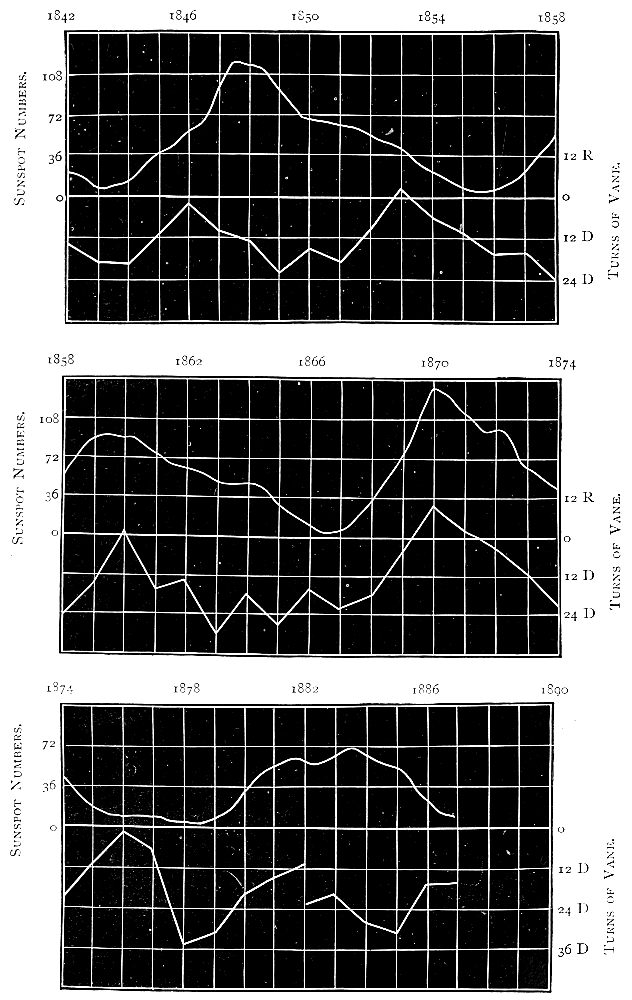 1842 1846 1850 1854 1858
SUNSPOT NUMBERS.
108
72
36
0
12 R
0
12 D
24 D
TURNS OF VANE.
1858 1862 1866 1870 1874
SUNSPOT NUMBERS.
108
72
36
0
12 R
0
12 D
24 D
TURNS OF VANE.
1874 1878 1882 1886 1890
SUNSPOT NUMBERS.
72
36
0
0
12 D
24 D
36 D
TURNS OF VANE.